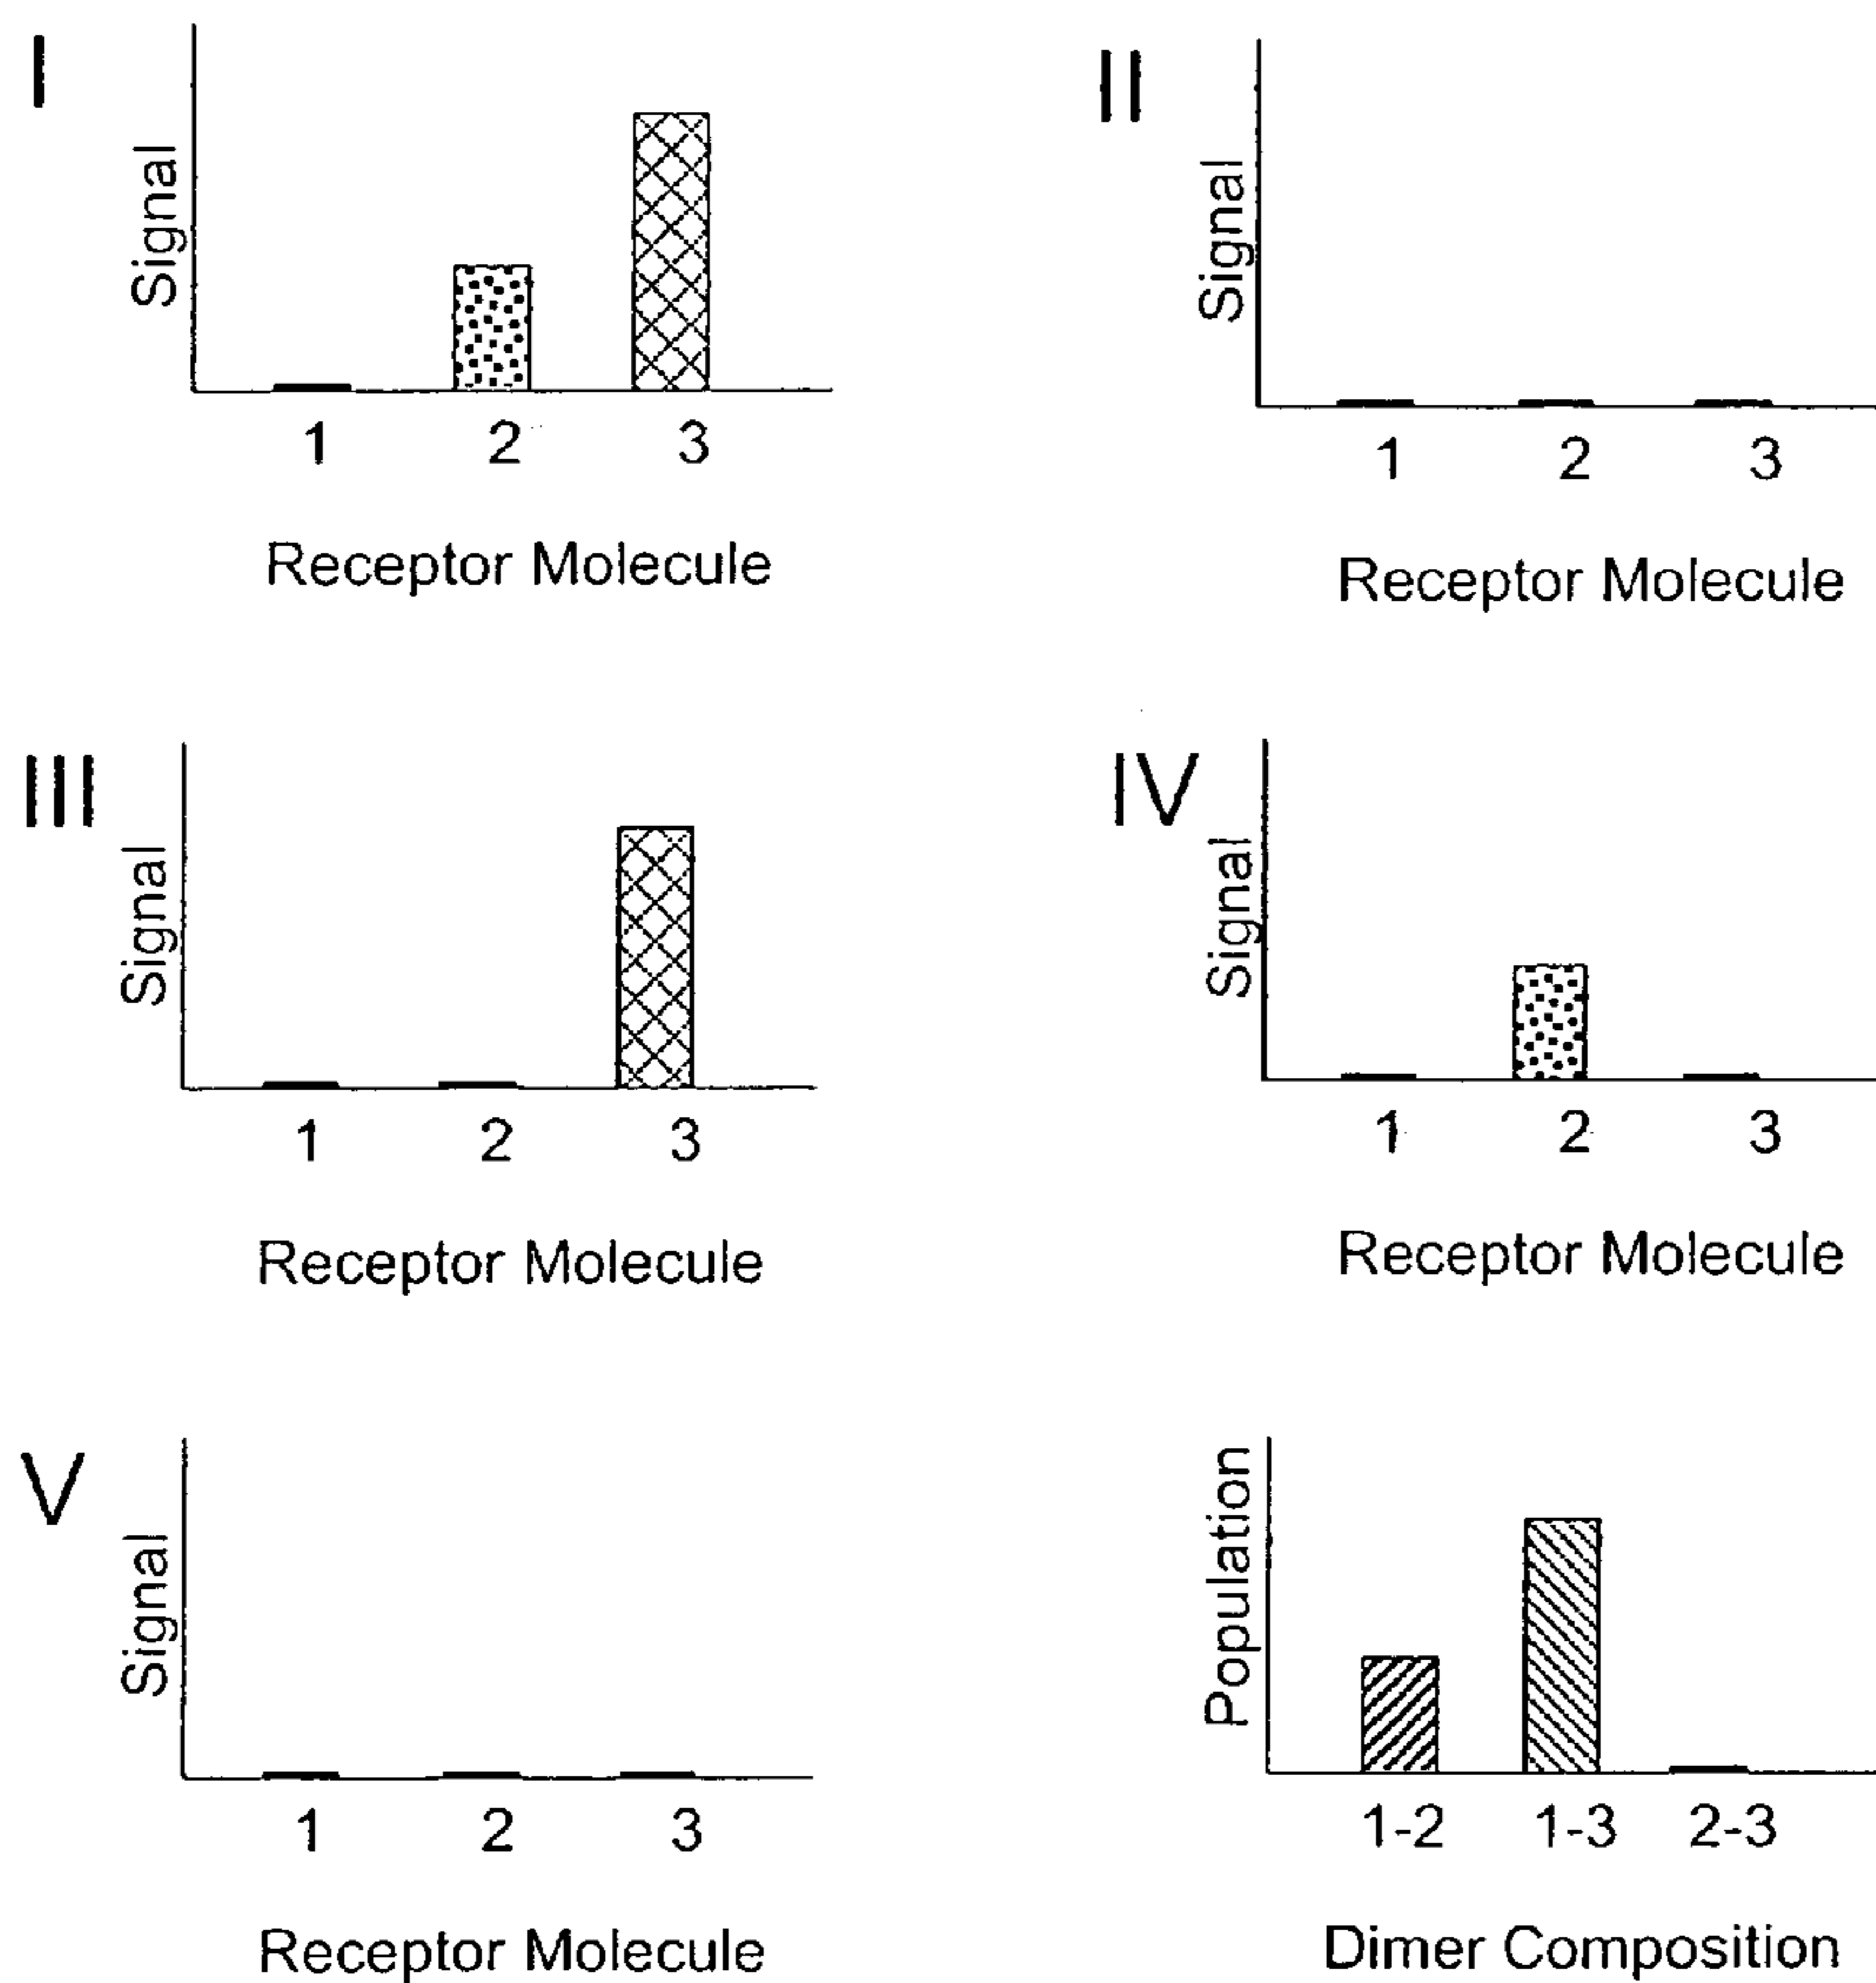 I
Signal
1 2 3
Receptor Molecule
II
Signal
1 2 3
Receptor Molecule
III
Signal
1 2 3
Receptor Molecule
IV
Signal
1 2 3
Receptor Molecule
V
Signal
1 2 3
Receptor Molecule
Population
1-2 1-3 2-3
Dimer Composition